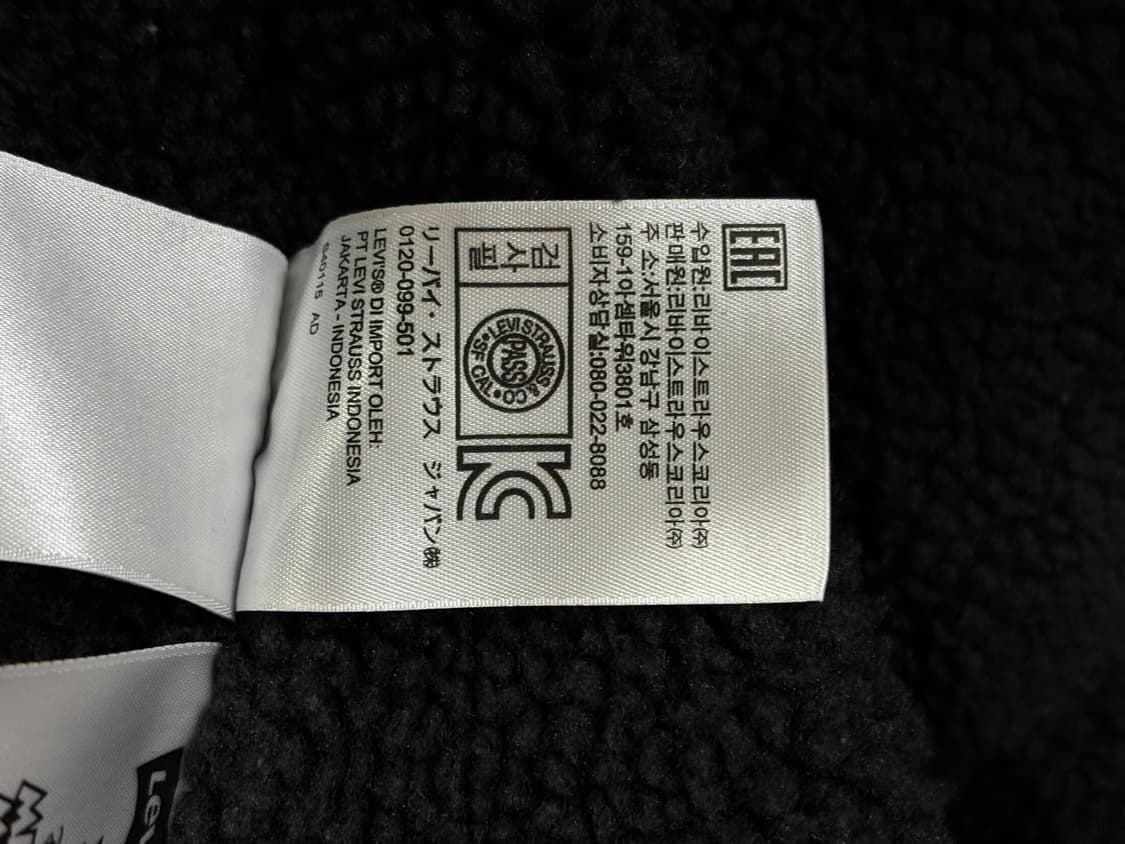 EAC
수입원:리바이스트라우스코리아(주)
판매원:리바이스트라우스코리아(주)
주 소:서울시 강남구 삼성동
159-1아셈타워3801호
소비자상담실:080-022-8088
검사필
LEVI STRAUSS & CO
PASS
SF CAL
KC
リーバイ・ストラウス ジャパン㈱
0120-099-501
LEVI'S® DI IMPORT OLEH:
PT LEVI STRAUSS INDONESIA
JAKARTA - INDONESIA
S40115 AD
Lev